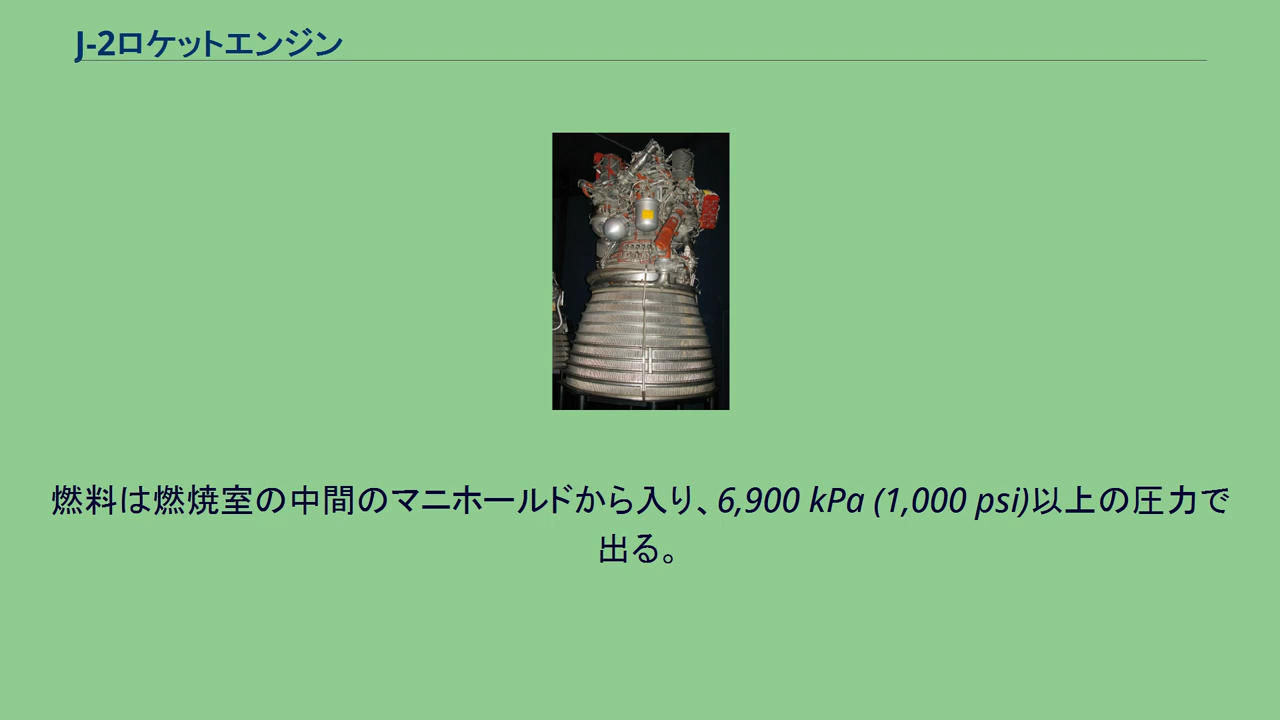 J-2ロケットエンジン
燃料は燃焼室の中間のマニホールドから入り、6,900 kPa (1,000 psi)以上の圧力で
出る。